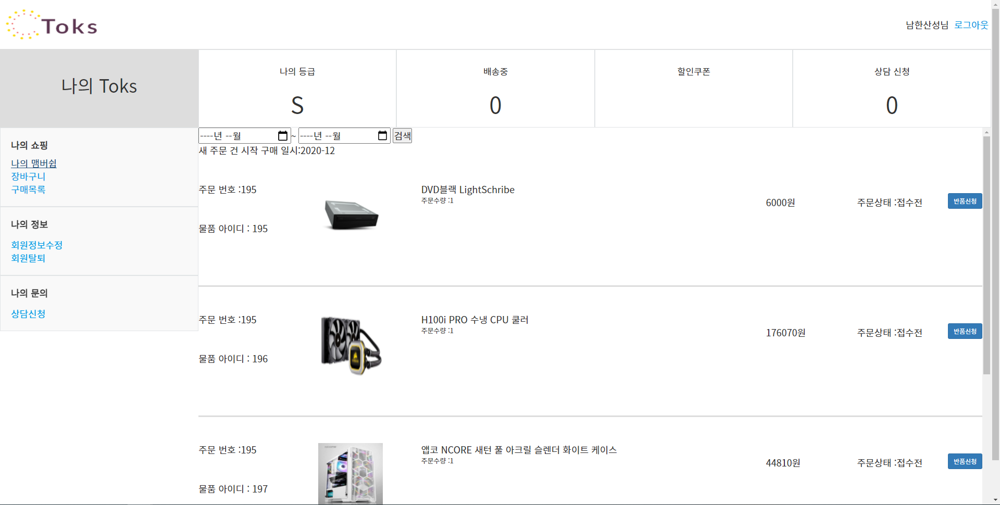 Toks
남한산성님 로그아웃
나의 Toks
나의 등급
S
배송중
0
할인쿠폰
상담 신청
0
나의 쇼핑
나의 맴버쉽
장바구니
구매목록
나의 정보
회원정보수정
회원탈퇴
나의 문의
상담신청
----년 --월 ~ ----년 --월 검색
새 주문 건 시작 구매 일시:2020-12
주문 번호 :195
물품 아이디 : 195
DVD블랙 LightSchribe
주문수량 :1
6000원
주문상태 :접수전
반품신청
주문 번호 :195
물품 아이디 : 196
H100i PRO 수냉 CPU 쿨러
주문수량 :1
176070원
주문상태 :접수전
반품신청
주문 번호 :195
물품 아이디 : 197
앱코 NCORE 새턴 풀 아크릴 슬렌더 화이트 케이스
주문수량 :1
44810원
주문상태 :접수전
반품신청